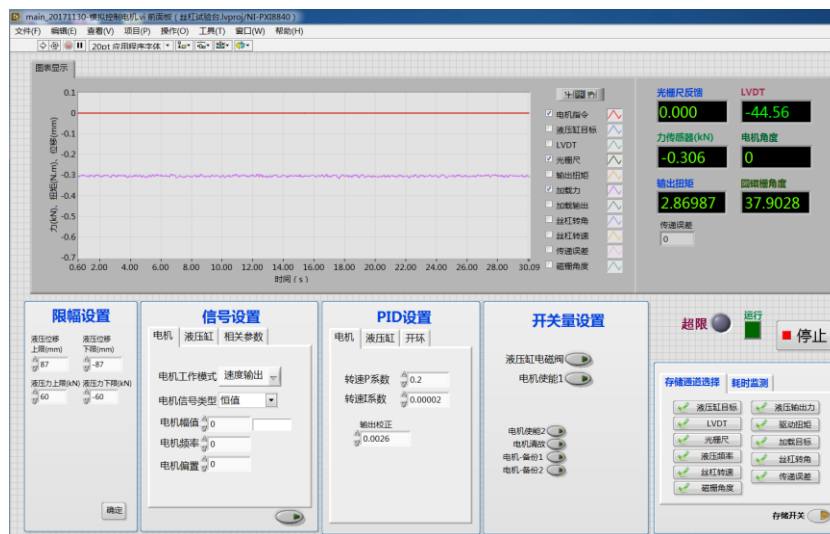 main_20171130-模拟控制电机.vi 前面板 ( 丝杠试验台.lvproj/NI-PXI8840 )
文件(F) 编辑(E) 查看(V) 项目(P) 操作(O) 工具(T) 窗口(W) 帮助(H)
20pt 应用程序字体
图表显示
力(kN)、扭矩(N.m)、位移(mm)
0.1
0
-0.1
-0.2
-0.3
-0.4
-0.5
-0.6
-0.7
0.60 2.00 4.00 6.00 8.00 10.00 12.00 14.00 16.00 18.00 20.00 22.00 24.00 26.00 28.00 30.09
时间 ( s )
电机指令
液压缸目标
LVDT
光栅尺
输出扭矩
加载力
加载输出
丝杠转角
丝杠转速
传递误差
磁栅角度
光栅尺反馈 LVDT
0.000 -44.56
力传感器(kN) 电机角度
-0.306 0
输出扭矩 圆磁栅角度
2.86987 37.9028
传递误差
0
限幅设置
液压位移上限(mm) 液压位移下限(mm)
87 -87
液压力上限(kN) 液压力下限(kN)
60 -60
确定
信号设置
电机 液压缸 相关参数
电机工作模式 速度输出
电机信号类型 恒值
电机幅值 0
电机频率 0
电机偏置 0
PID设置
电机 液压缸 开环
转速P系数 0.2
转速I系数 0.00002
输出校正
0.0026
开关量设置
液压缸电磁阀
电机使能1
电机使能2
电机清故
电机-备份1
电机-备份2
超限 运行 停止
存储通道选择 耗时监测
液压缸目标 液压输出力
LVDT 驱动扭矩
光栅尺 加载目标
液压频率 丝杠转角
丝杠转速 传递误差
磁栅角度
存储开关